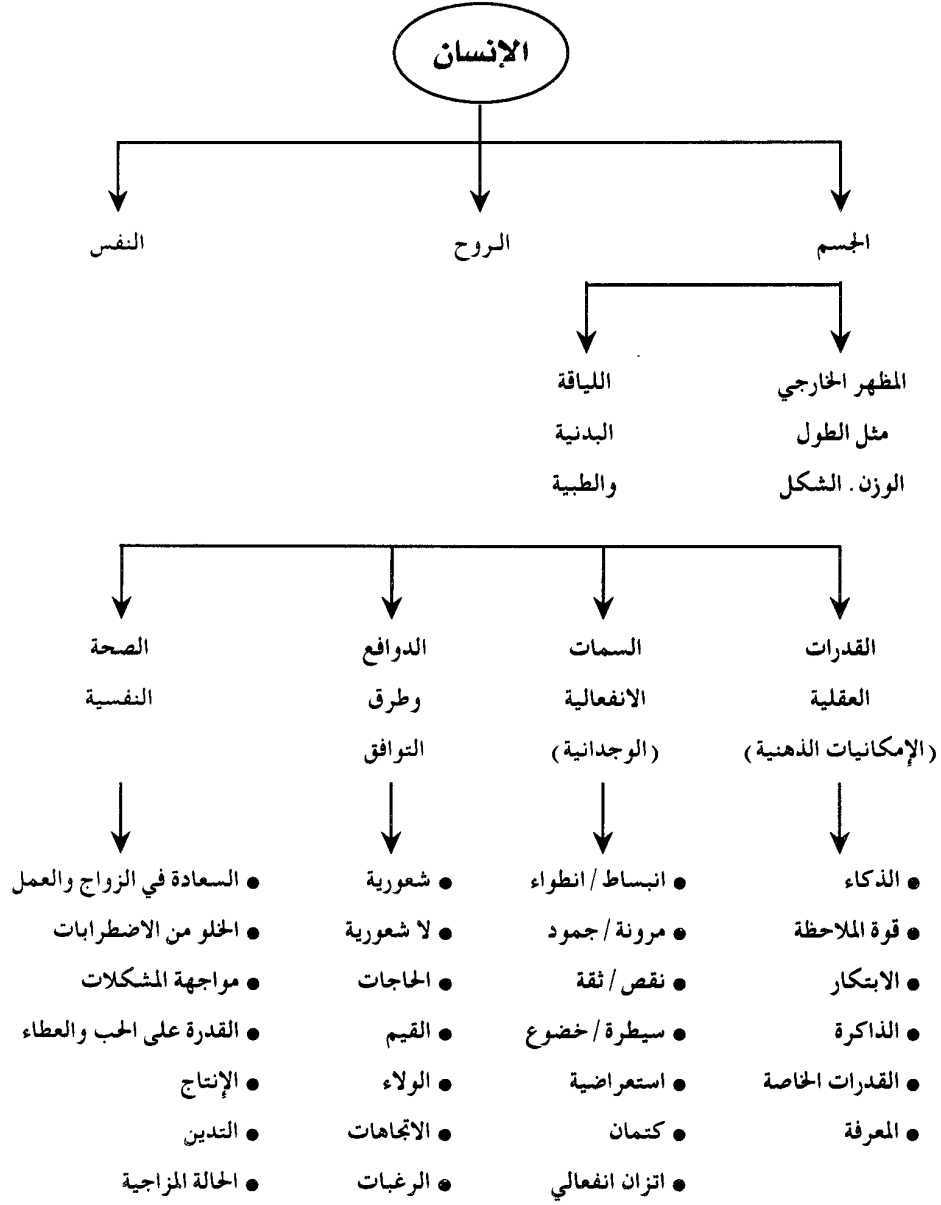 الإنسان
الجسم
الروح
النفس
المظهر الخارجي
مثل الطول
الوزن. الشكل
اللياقة
البدنية
والطبية
القدرات
العقلية
(الإمكانيات الذهنية)
السمات
الانفعالية
(الوجدانية)
الدوافع
وطرق
التوافق
الصحة
النفسية
● الذكاء
● قوة الملاحظة
● الابتكار
● الذاكرة
● القدرات الخاصة
● المعرفة
● انبساط/انطواء
● مرونة/جمود
● نقص/ثقة
● سيطرة/خضوع
● استعراضية
● كتمان
● اتزان انفعالي
● شعورية
● لا شعورية
● الحاجات
● القيم
● الولاء
● الاتجاهات
● الرغبات
● السعادة في الزواج والعمل
● الخلو من الاضطرابات
● مواجهة المشكلات
● القدرة على الحب والعطاء
● الإنتاج
● التدين
● الحالة المزاجية